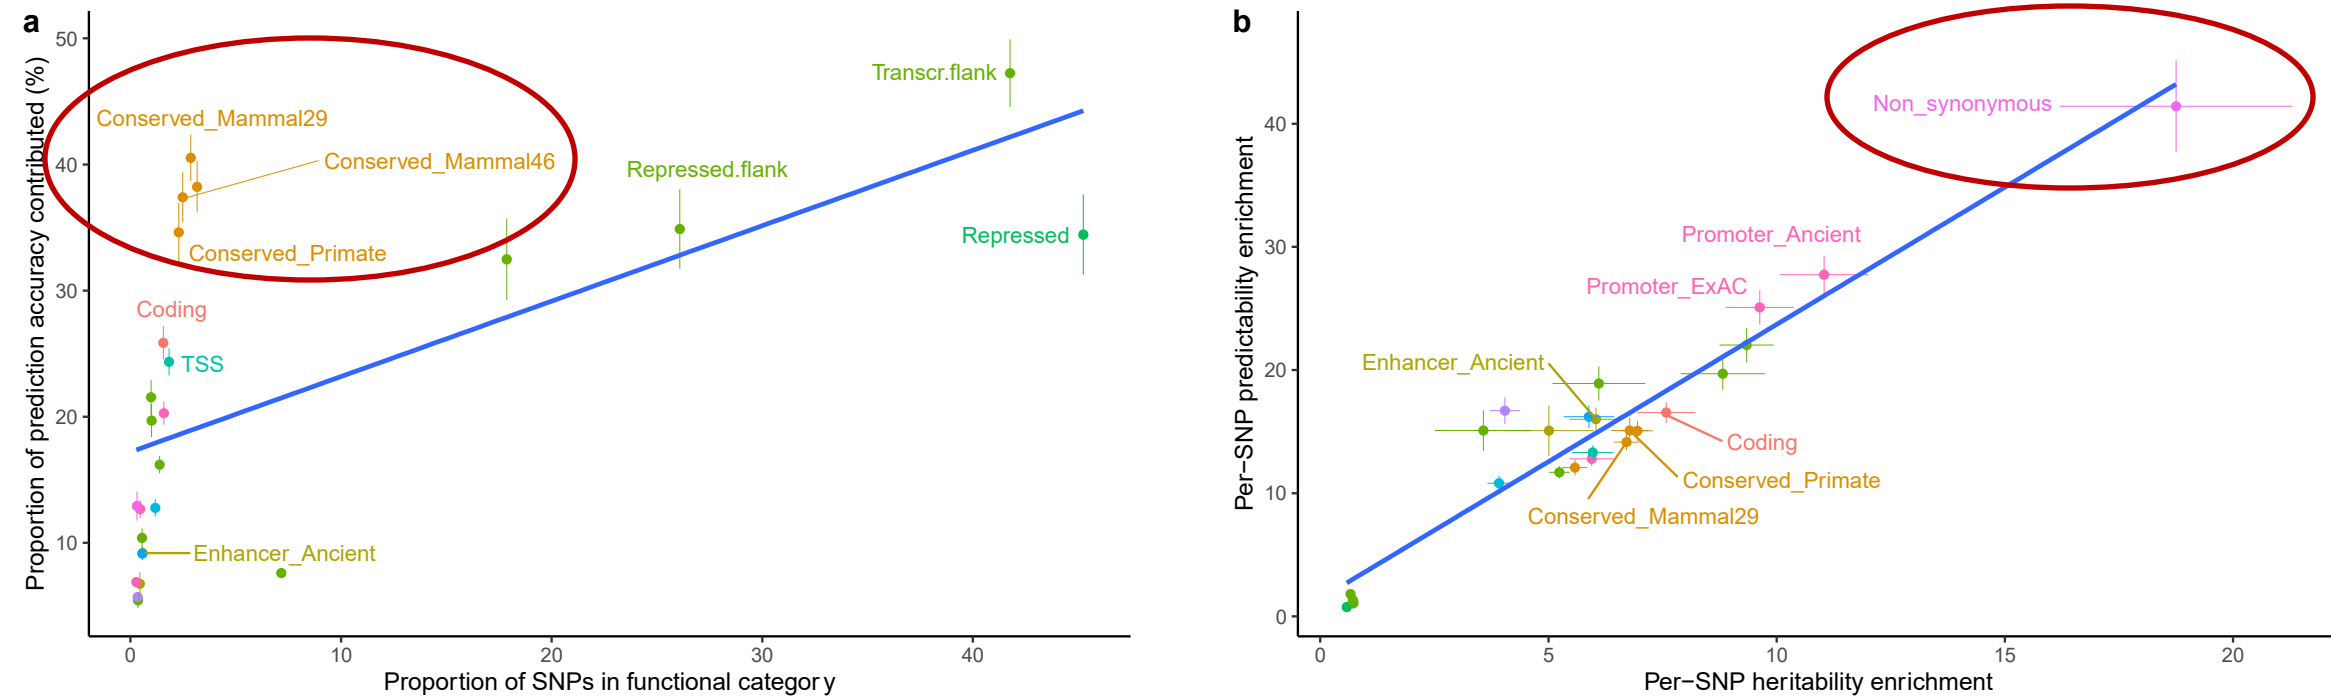 a
Proportion of prediction accuracy contributed (%)
50
40
30
20
10
Transcr.flank
Conserved_Mammal29
Conserved_Mammal46
Repressed.flank
Repressed
Conserved_Primate
Coding
TSS
Enhancer_Ancient
0 10 20 30 40
Proportion of SNPs in functional category
b
Per−SNP predictability enrichment
40
30
20
10
0
Non_synonymous
Promoter_Ancient
Promoter_ExAC
Enhancer_Ancient
Coding
Conserved_Primate
Conserved_Mammal29
0 5 10 15 20
Per−SNP heritability enrichment